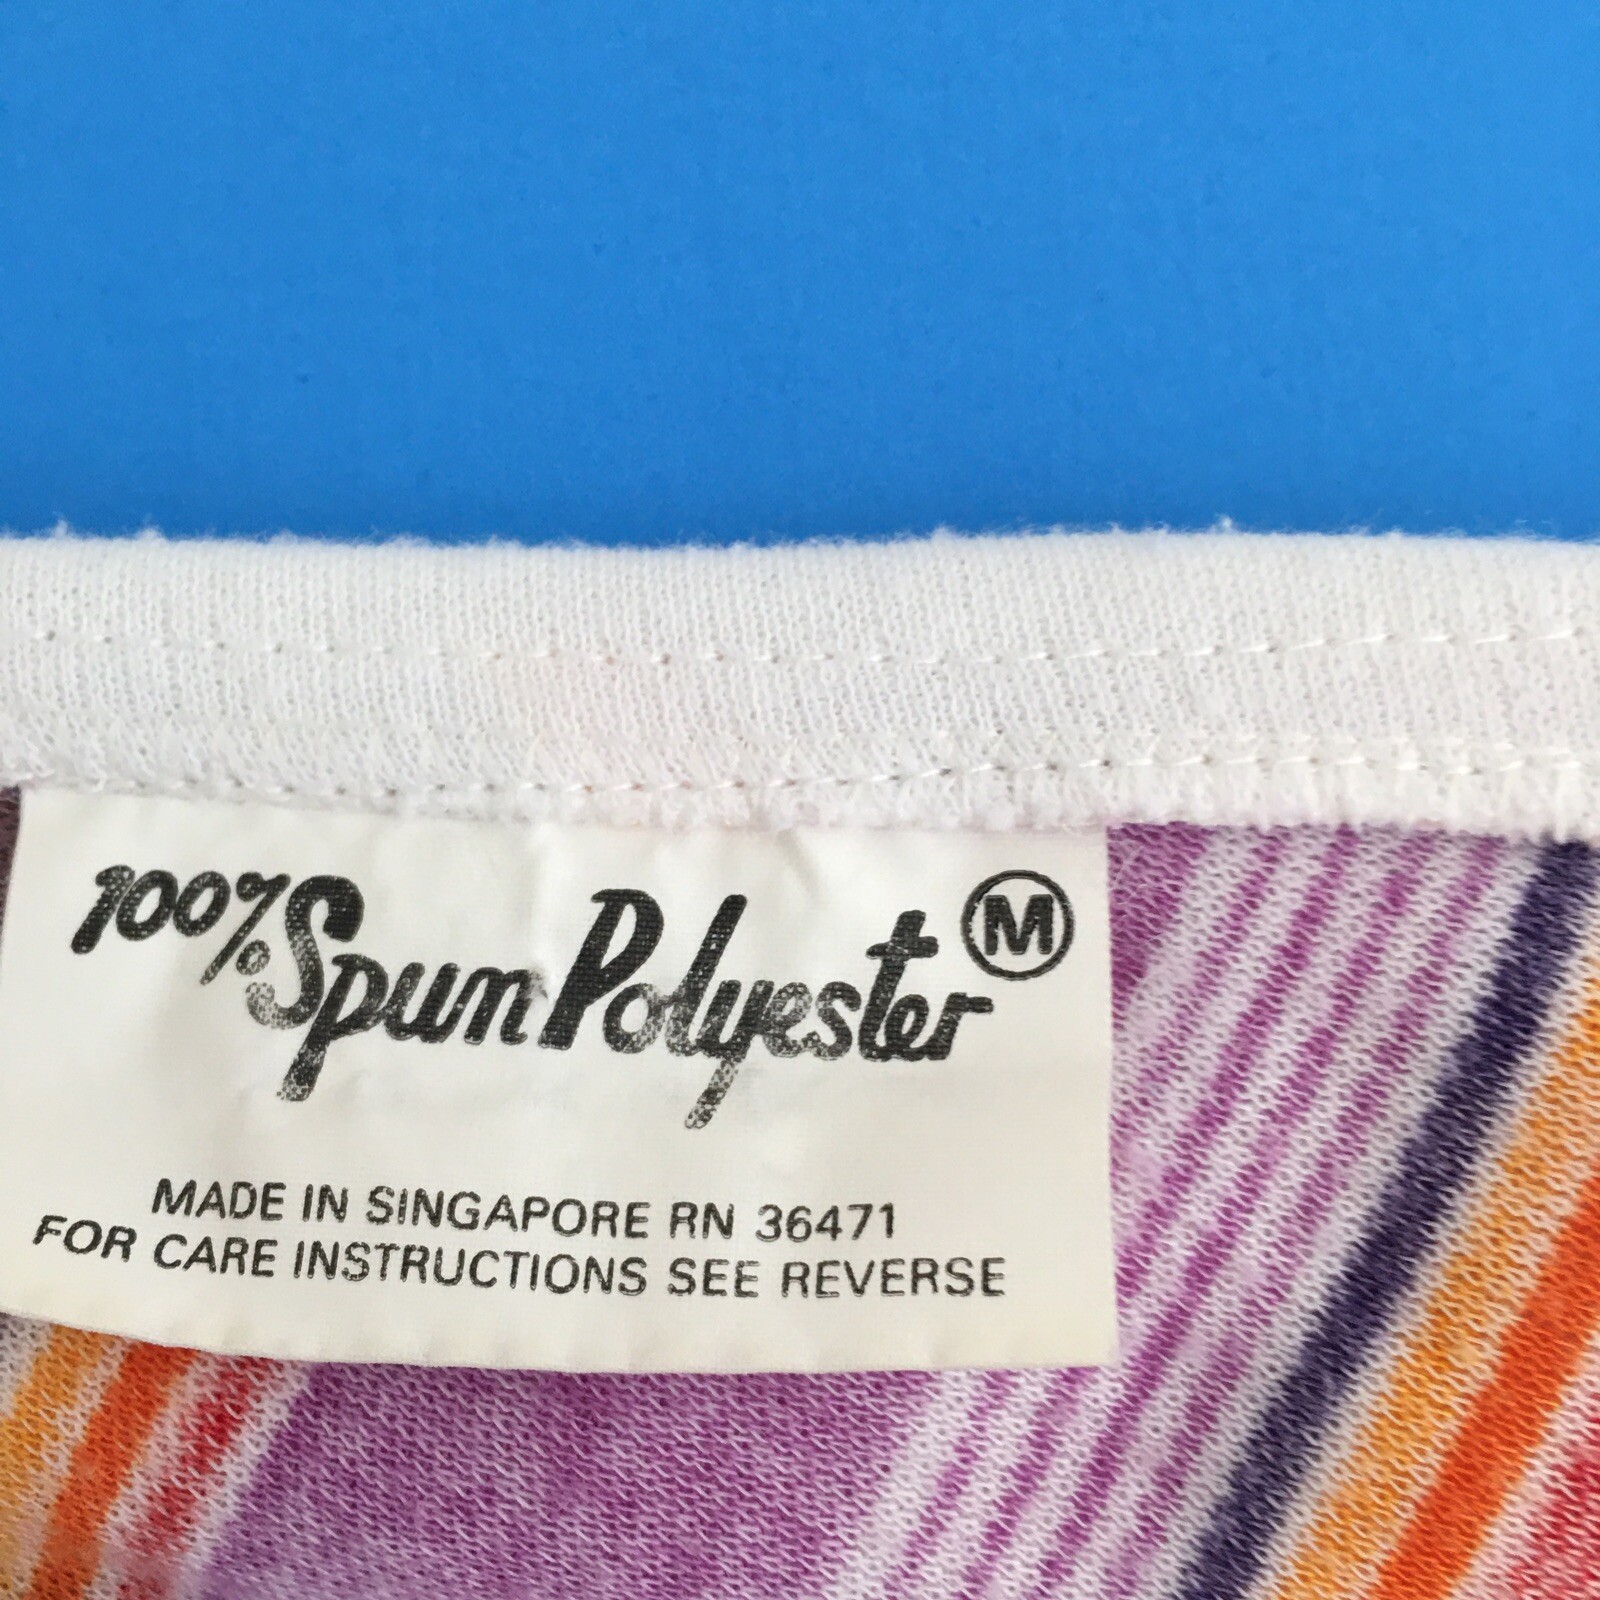 100% Spun Polyester M
MADE IN SINGAPORE RN 36471
FOR CARE INSTRUCTIONS SEE REVERSE